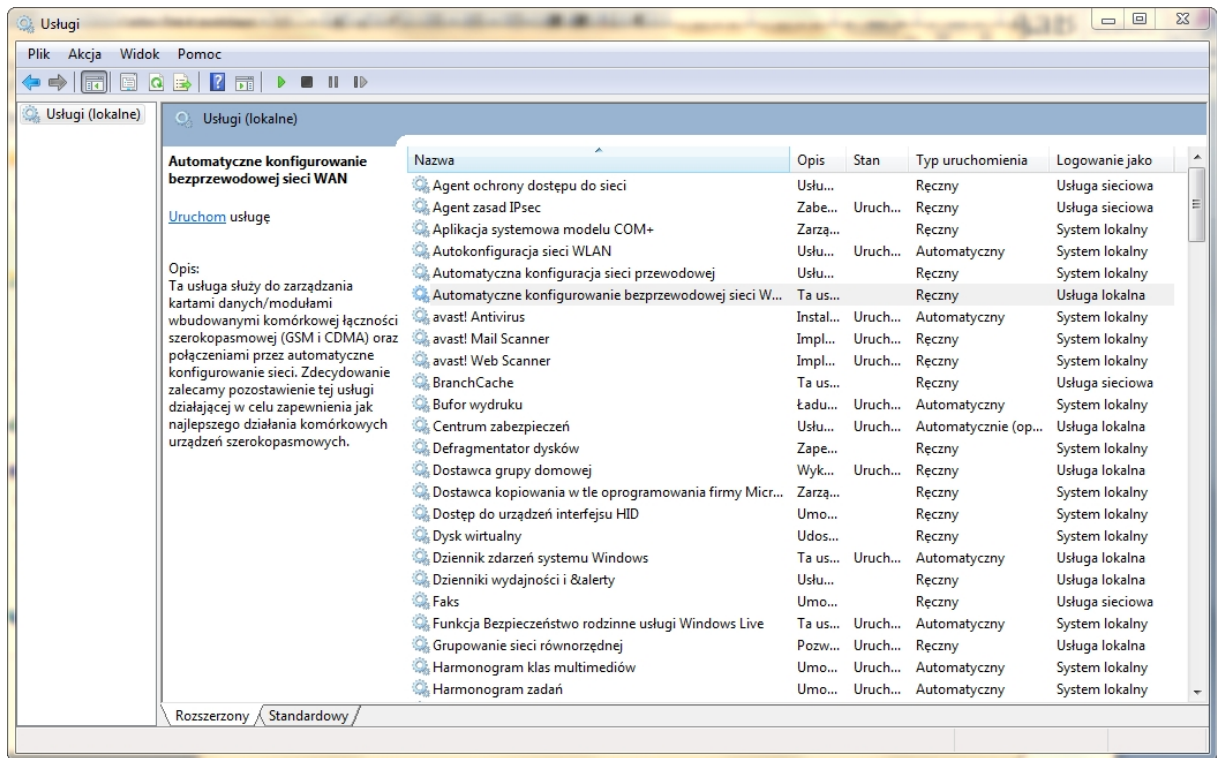 Usługi
Plik Akcja Widok Pomoc
Usługi (lokalne)
Usługi (lokalne)
Automatyczne konfigurowanie
bezprzewodowej sieci WAN
Uruchom usługę
Opis:
Ta usługa służy do zarządzania
kartami danych/modułami
wbudowanymi komórkowej łączności
szerokopasmowej (GSM i CDMA) oraz
połączeniami przez automatyczne
konfigurowanie sieci. Zdecydowanie
zalecamy pozostawienie tej usługi
działającej w celu zapewnienia jak
najlepszego działania komórkowych
urządzeń szerokopasmowych.
Nazwa Opis Stan Typ uruchomienia Logowanie jako
Agent ochrony dostępu do sieci Usłu... Ręczny Usługa sieciowa
Agent zasad IPsec Zabe... Uruch... Ręczny Usługa sieciowa
Aplikacja systemowa modelu COM+ Zarzą... Ręczny System lokalny
Autokonfiguracja sieci WLAN Usłu... Uruch... Automatyczny System lokalny
Automatyczna konfiguracja sieci przewodowej Usłu... Ręczny System lokalny
Automatyczne konfigurowanie bezprzewodowej sieci W... Ta us... Ręczny Usługa lokalna
avast! Antivirus Instal... Uruch... Automatyczny System lokalny
avast! Mail Scanner Impl... Uruch... Ręczny System lokalny
avast! Web Scanner Impl... Uruch... Ręczny System lokalny
BranchCache Ta us... Ręczny Usługa sieciowa
Bufor wydruku Ładu... Uruch... Automatyczny System lokalny
Centrum zabezpieczeń Usłu... Uruch... Automatycznie (op... Usługa lokalna
Defragmentator dysków Zape... Ręczny System lokalny
Dostawca grupy domowej Wyk... Uruch... Ręczny Usługa lokalna
Dostawca kopiowania w tle oprogramowania firmy Micr... Zarzą... Ręczny System lokalny
Dostęp do urządzeń interfejsu HID Umo... Ręczny System lokalny
Dysk wirtualny Udos... Ręczny System lokalny
Dziennik zdarzeń systemu Windows Ta us... Uruch... Automatyczny Usługa lokalna
Dzienniki wydajności i &alerty Usłu... Ręczny Usługa lokalna
Faks Umo... Ręczny Usługa sieciowa
Funkcja Bezpieczeństwo rodzinne usługi Windows Live Ta us... Uruch... Automatyczny System lokalny
Grupowanie sieci równorzędnej Pozw... Uruch... Ręczny Usługa lokalna
Harmonogram klas multimediów Umo... Uruch... Automatyczny System lokalny
Harmonogram zadań Umo... Uruch... Automatyczny System lokalny
Rozszerzony Standardowy